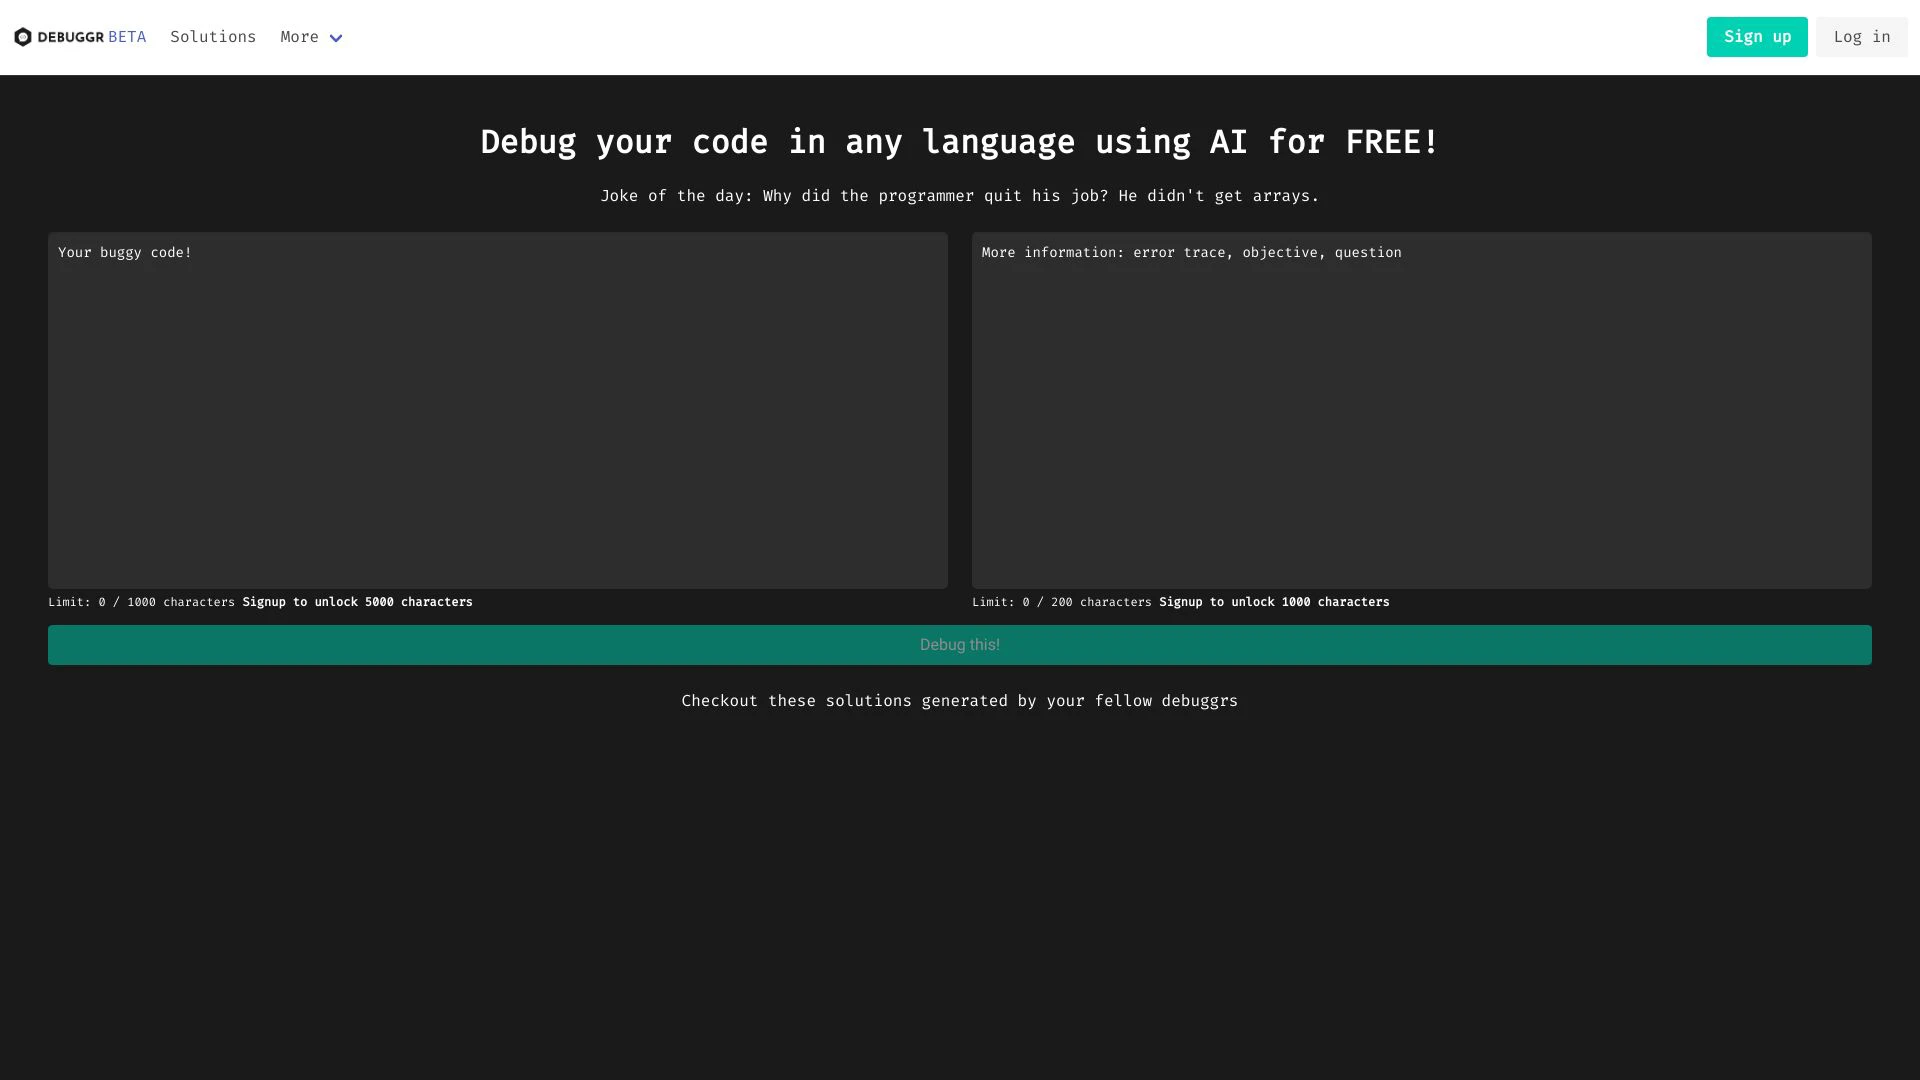 DEBUGGR BETA Solutions More Sign up Log in
Debug your code in any language using AI for FREE!
Joke of the day: Why did the programmer quit his job? He didn't get arrays.
Your buggy code!
More information: error trace, objective, question
Limit: 0 / 1000 characters Signup to unlock 5000 characters
Limit: 0 / 200 characters Signup to unlock 1000 characters
Debug this!
Checkout these solutions generated by your fellow debuggrs